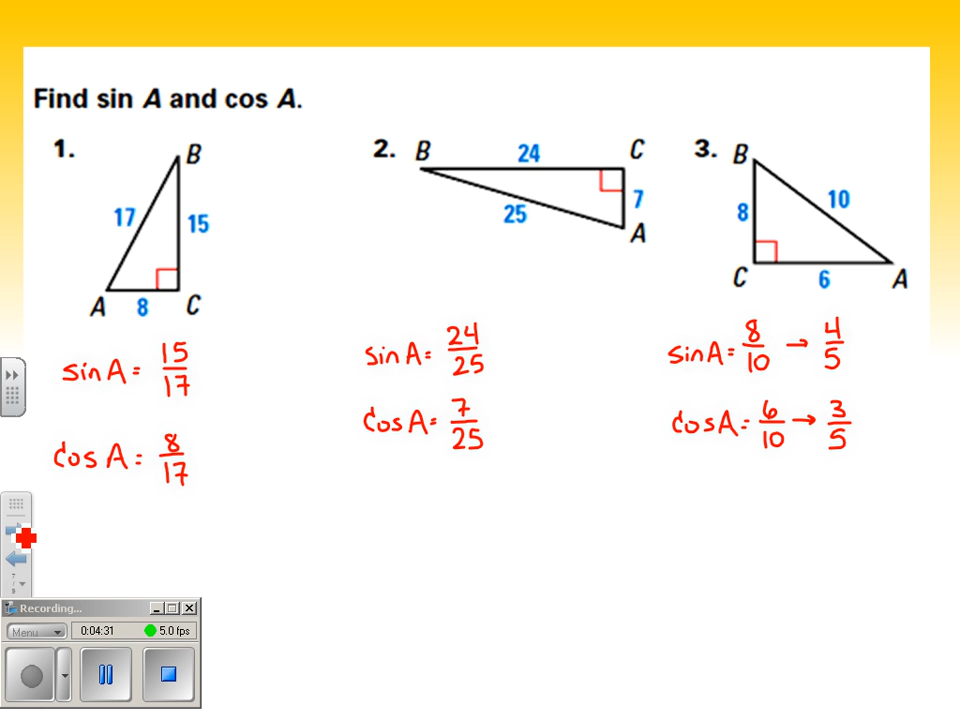 Find sin A and cos A.
1. B
17
15
A 8 C
sin A = 15/17
cos A = 8/17
2. B 24 C
7
25
A
sin A = 24/25
cos A = 7/25
3. B
8
10
C 6 A
sin A = 8/10 → 4/5
cos A = 6/10 → 3/5
Recording...
Menu 0:04:31 5.0 fps